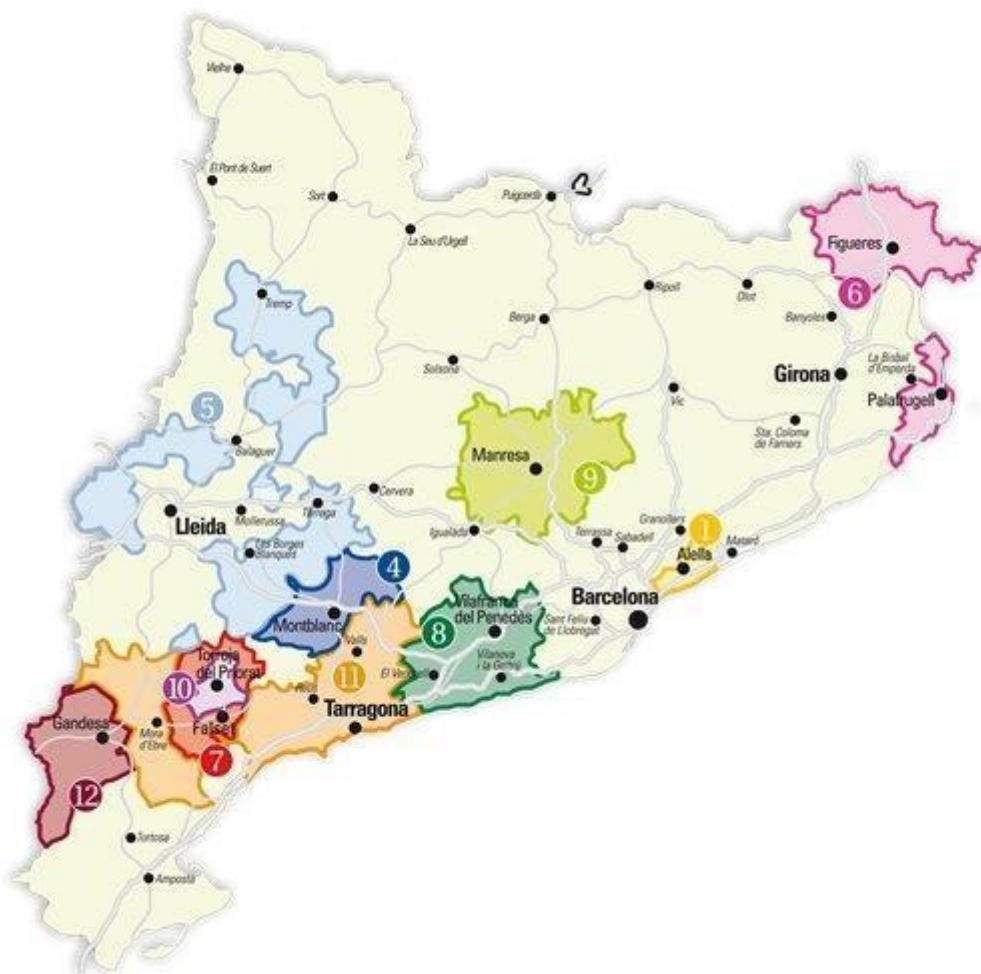 Vielha
El Pont de Suert
Sort
Puigcerdà
La Seu d'Urgell
Figueres
6
Tremp
Ripoll
Olot
Banyoles
Berga
La Bisbal
d'Empordà
Girona
Solsona
Palafrugell
Vic
5
Sta. Coloma
de Farners
Balaguer
Manresa
9
Cervera
Lleida
Mollerussa
Tàrrega
Igualada
Granollers
1
Terrassa
Sabadell
Mataró
Alella
Les Borges
Blanques
4
Barcelona
Montblanc
Vilafranca
del Penedès
Sant Feliu
de Llobregat
8
Valls
Vilanova
i la Geltrú
El Vendrell
Torroja
del Priorat
10
11
Reus
Tarragona
Gandesa
Mora
d'Ebre
Falset
7
12
Tortosa
Amposta